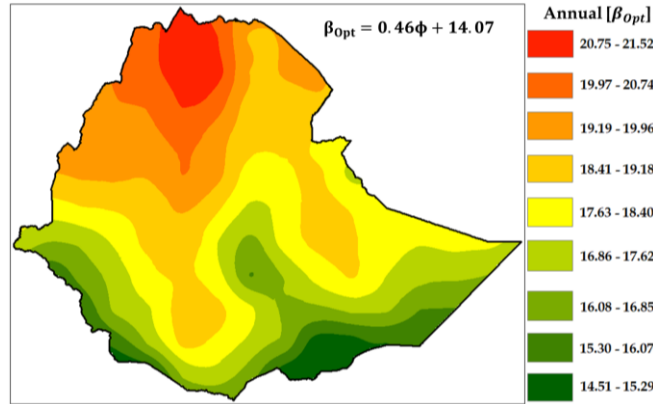 β_Opt = 0.46ϕ + 14.07
Annual [β_Opt]
20.75 - 21.52
19.97 - 20.74
19.19 - 19.96
18.41 - 19.18
17.63 - 18.40
16.86 - 17.62
16.08 - 16.85
15.30 - 16.07
14.51 - 15.29